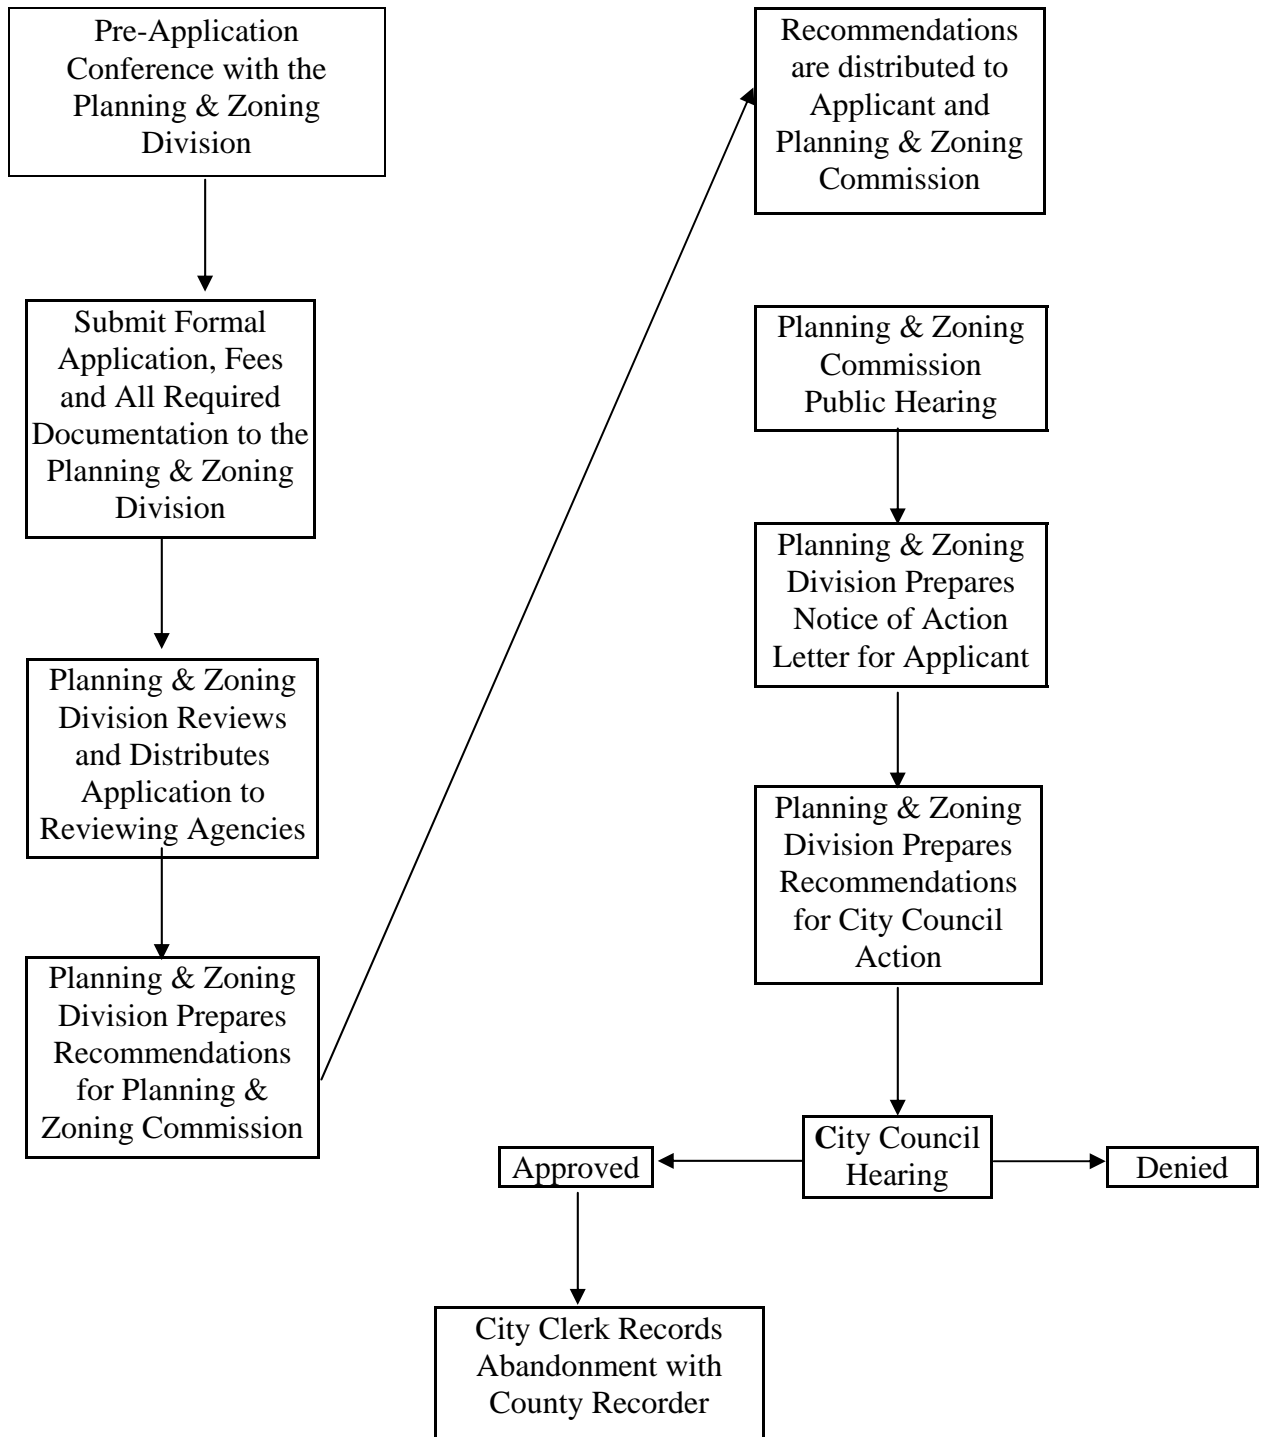 Pre-Application
Conference with the
Planning & Zoning
Division
Submit Formal
Application, Fees
and All Required
Documentation to the
Planning & Zoning
Division
Planning & Zoning
Division Reviews
and Distributes
Application to
Reviewing Agencies
Planning & Zoning
Division Prepares
Recommendations
for Planning &
Zoning Commission
Recommendations
are distributed to
Applicant and
Planning & Zoning
Commission
Planning & Zoning
Commission
Public Hearing
Planning & Zoning
Division Prepares
Notice of Action
Letter for Applicant
Planning & Zoning
Division Prepares
Recommendations
for City Council
Action
City Council
Hearing
Approved
Denied
City Clerk Records
Abandonment with
County Recorder